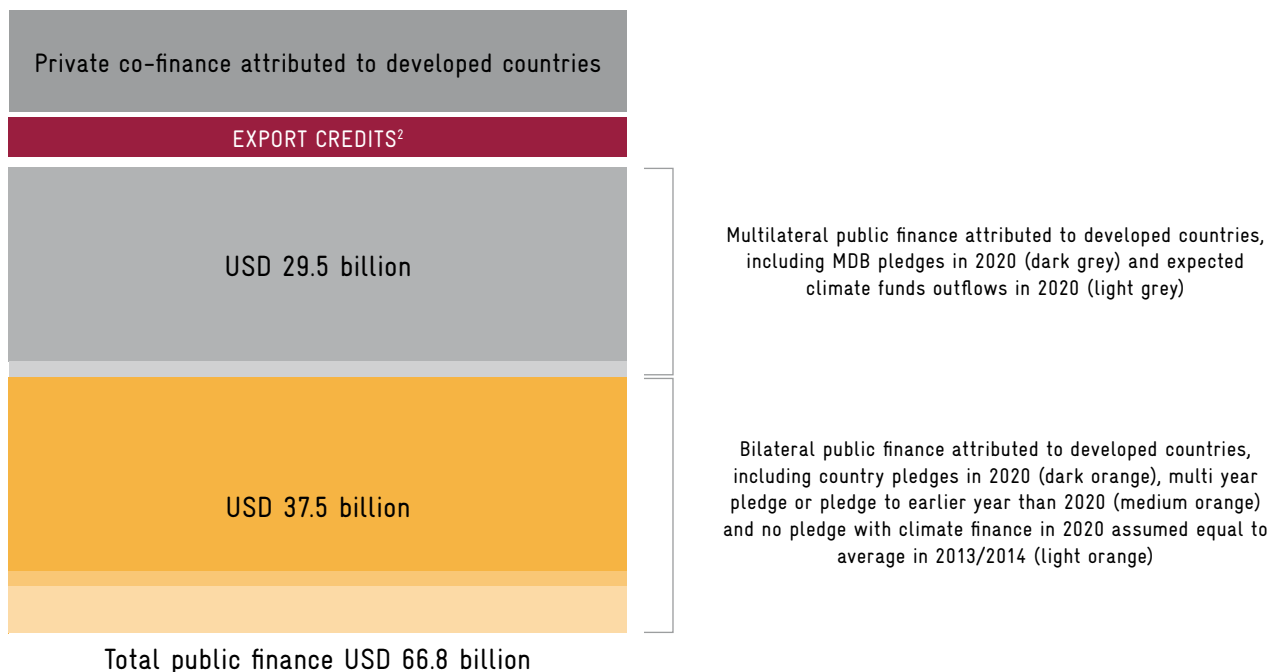 Private co-finance attributed to developed countries
EXPORT CREDITS²
USD 29.5 billion
Multilateral public finance attributed to developed countries,
including MDB pledges in 2020 (dark grey) and expected
climate funds outflows in 2020 (light grey)
USD 37.5 billion
Bilateral public finance attributed to developed countries,
including country pledges in 2020 (dark orange), multi year
pledge or pledge to earlier year than 2020 (medium orange)
and no pledge with climate finance in 2020 assumed equal to
average in 2013/2014 (light orange)
Total public finance USD 66.8 billion